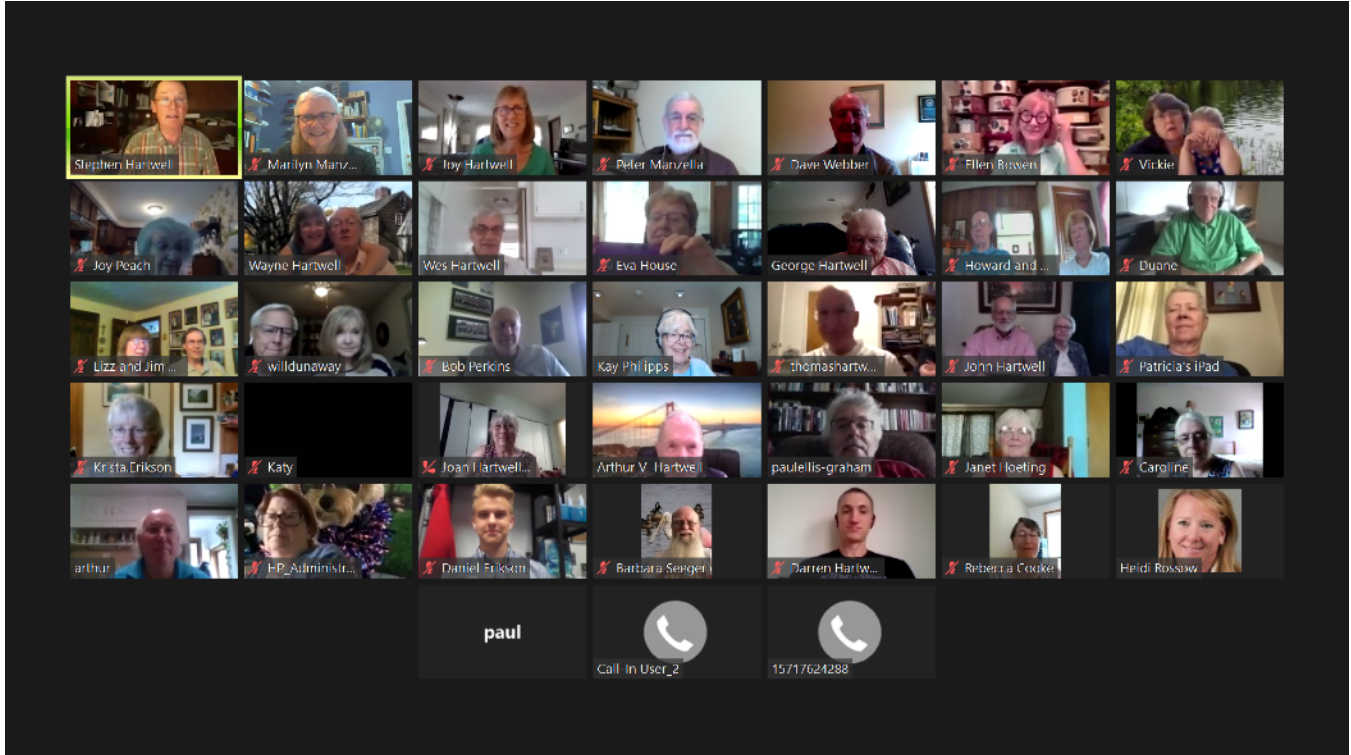 Stephen Hartwell
Marilyn Manz...
Joy Hartwell
Peter Manzella
Dave Webber
Ellen Bowen
Vickie
Joy Peach
Wayne Hartwell
Wes Hartwell
Eva House
George Hartwell
Howard and ...
Duane
Lizz and Jim ...
willdunaway
Bob Perkins
Kay Philipps
thomashartw...
John Hartwell
Patricia's iPad
Krista.Erikson
Katy
Joan Hartwell...
Arthur V. Hartwell
paulellis-graham
Janet Hoeting
Caroline
arthur
HP_Administr...
Daniel Erikson
Barbara Seeger
Darren Hartw...
Rebecca Cooke
Heidi Rossow
paul
Call-In User_2
15717624288